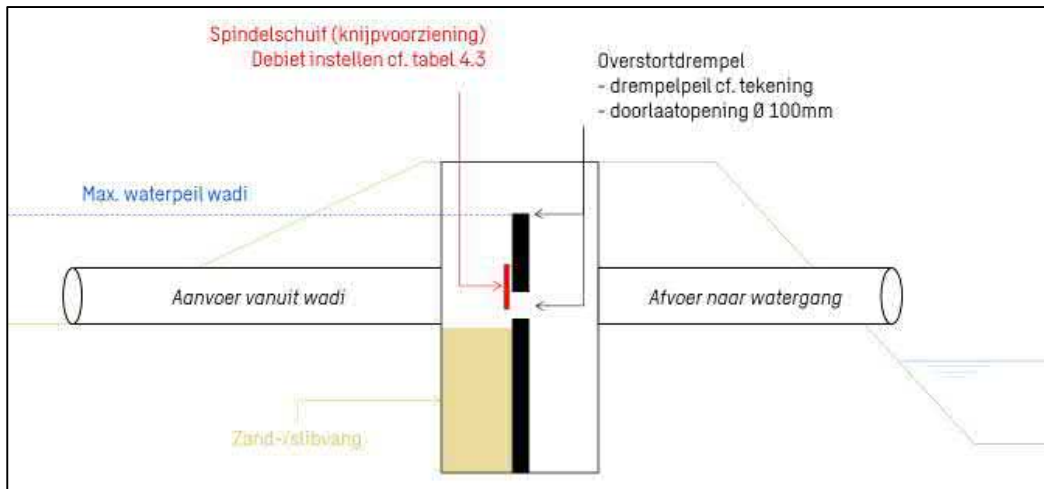 Spindelschuif (knijpvoorziening)
Debiet instellen cf. tabel 4.3
Overstortdrempel
- drempelpeil cf. tekening
- doorlaatopening Ø 100mm
Max. waterpeil wadi
Aanvoer vanuit wadi
Afvoer naar watergang
Zand-/slibvang